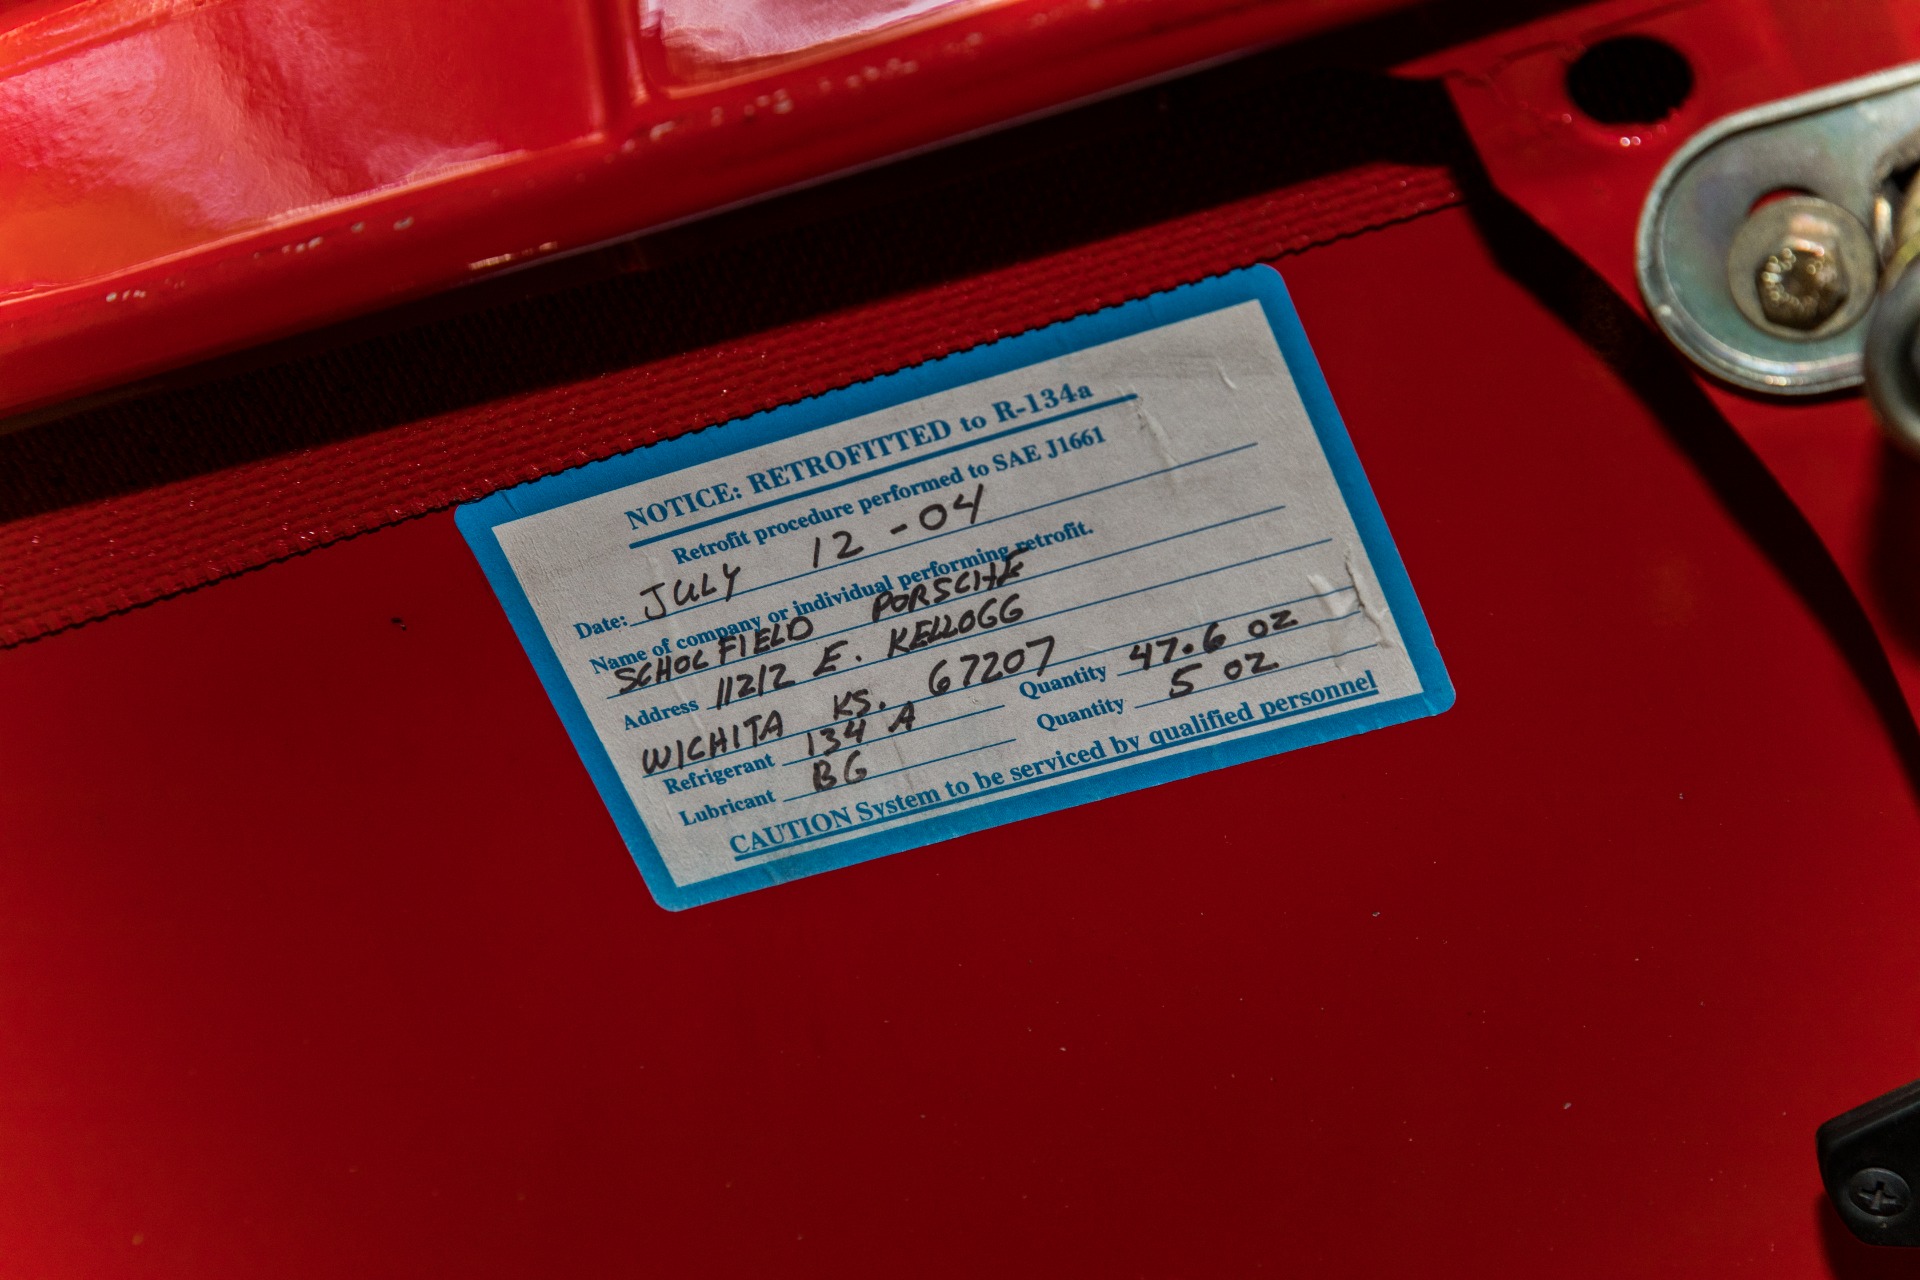 NOTICE: RETROFITTED to R-134a
Retrofit procedure performed to SAE J1661
Date: JULY 12-04
Name of company or individual performing retrofit.
SCHOLFIELD PORSCHE
Address 11212 E. KELLOGG
WICHITA KS. 67207
Refrigerant 134 A Quantity 47.6 OZ
Lubricant BG Quantity 5 OZ
CAUTION System to be serviced by qualified personnel